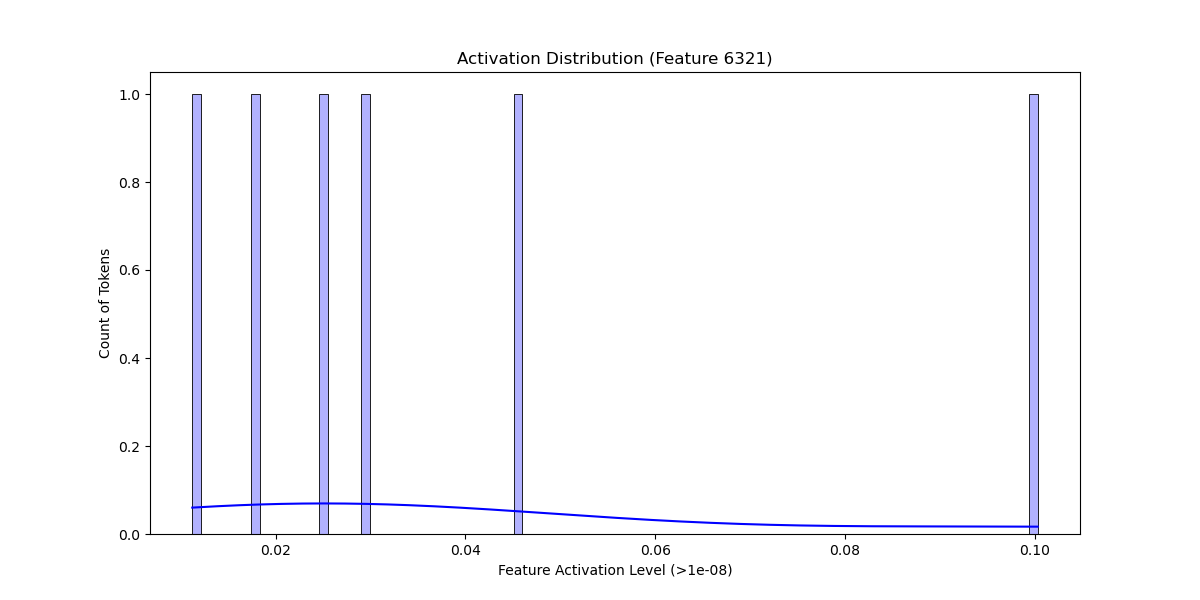 Activation Distribution (Feature 6321)
Count of Tokens
1.0
0.8
0.6
0.4
0.2
0.0
0.02 0.04 0.06 0.08 0.10
Feature Activation Level (>1e-08)